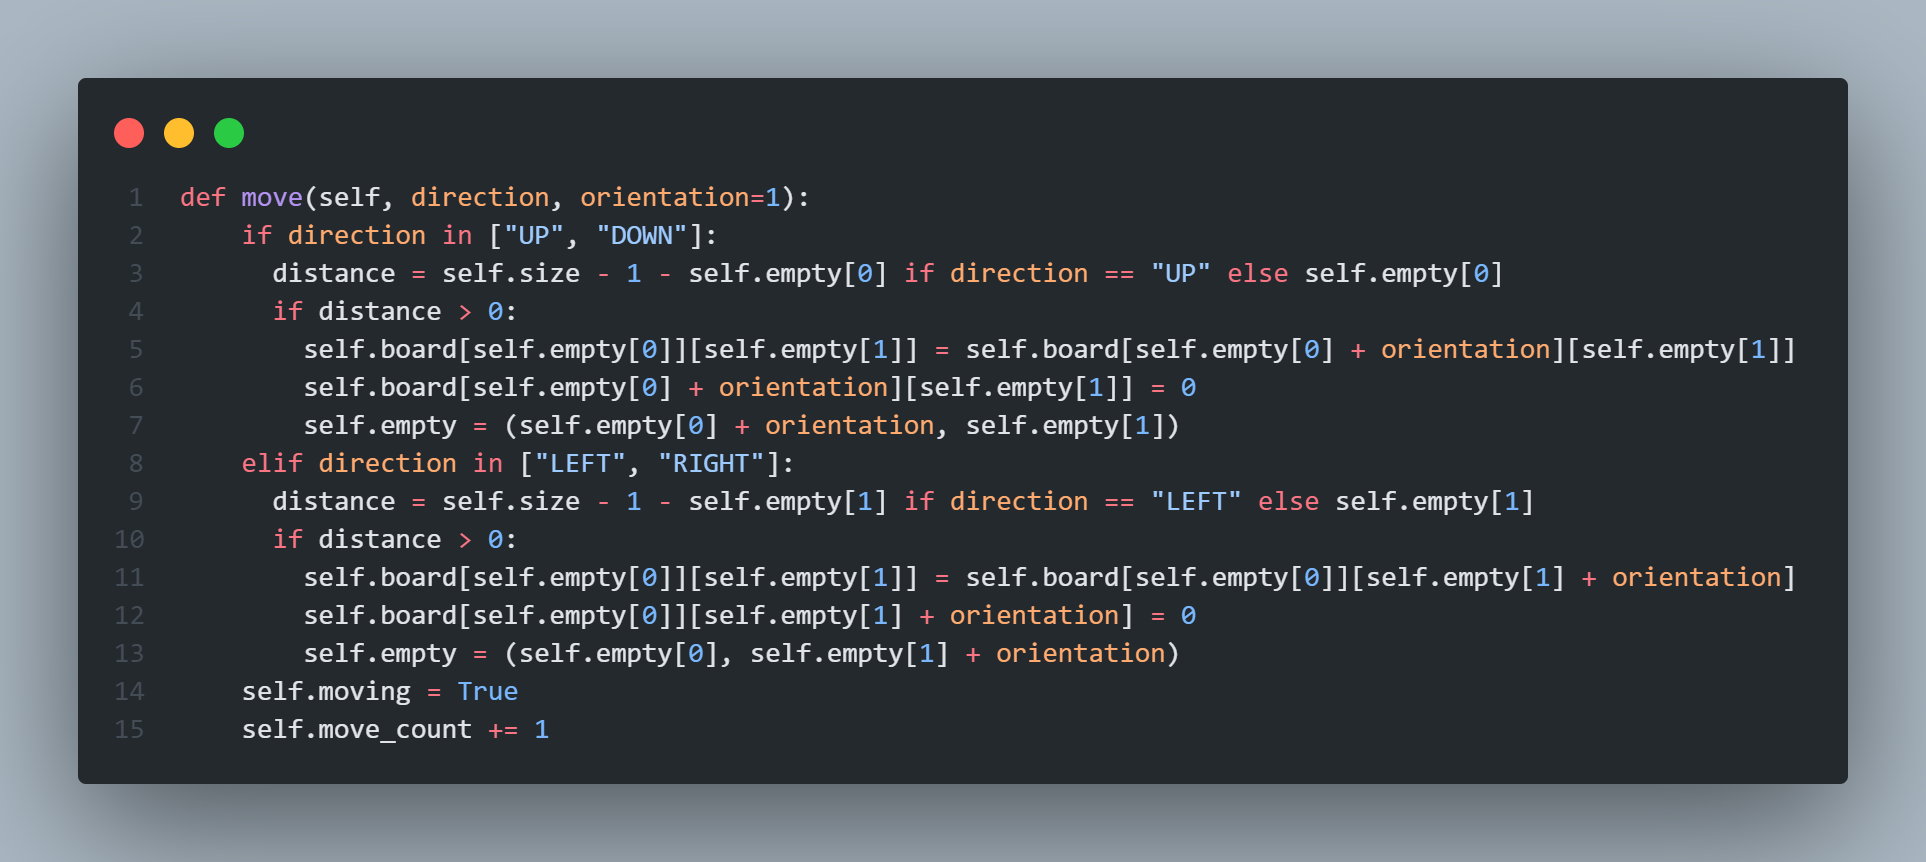 1 def move(self, direction, orientation=1):
2     if direction in ["UP", "DOWN"]:
3       distance = self.size - 1 - self.empty[0] if direction == "UP" else self.empty[0]
4       if distance > 0:
5         self.board[self.empty[0]][self.empty[1]] = self.board[self.empty[0] + orientation][self.empty[1]]
6         self.board[self.empty[0] + orientation][self.empty[1]] = 0
7         self.empty = (self.empty[0] + orientation, self.empty[1])
8     elif direction in ["LEFT", "RIGHT"]:
9       distance = self.size - 1 - self.empty[1] if direction == "LEFT" else self.empty[1]
10       if distance > 0:
11         self.board[self.empty[0]][self.empty[1]] = self.board[self.empty[0]][self.empty[1] + orientation]
12         self.board[self.empty[0]][self.empty[1] + orientation] = 0
13         self.empty = (self.empty[0], self.empty[1] + orientation)
14     self.moving = True
15     self.move_count += 1